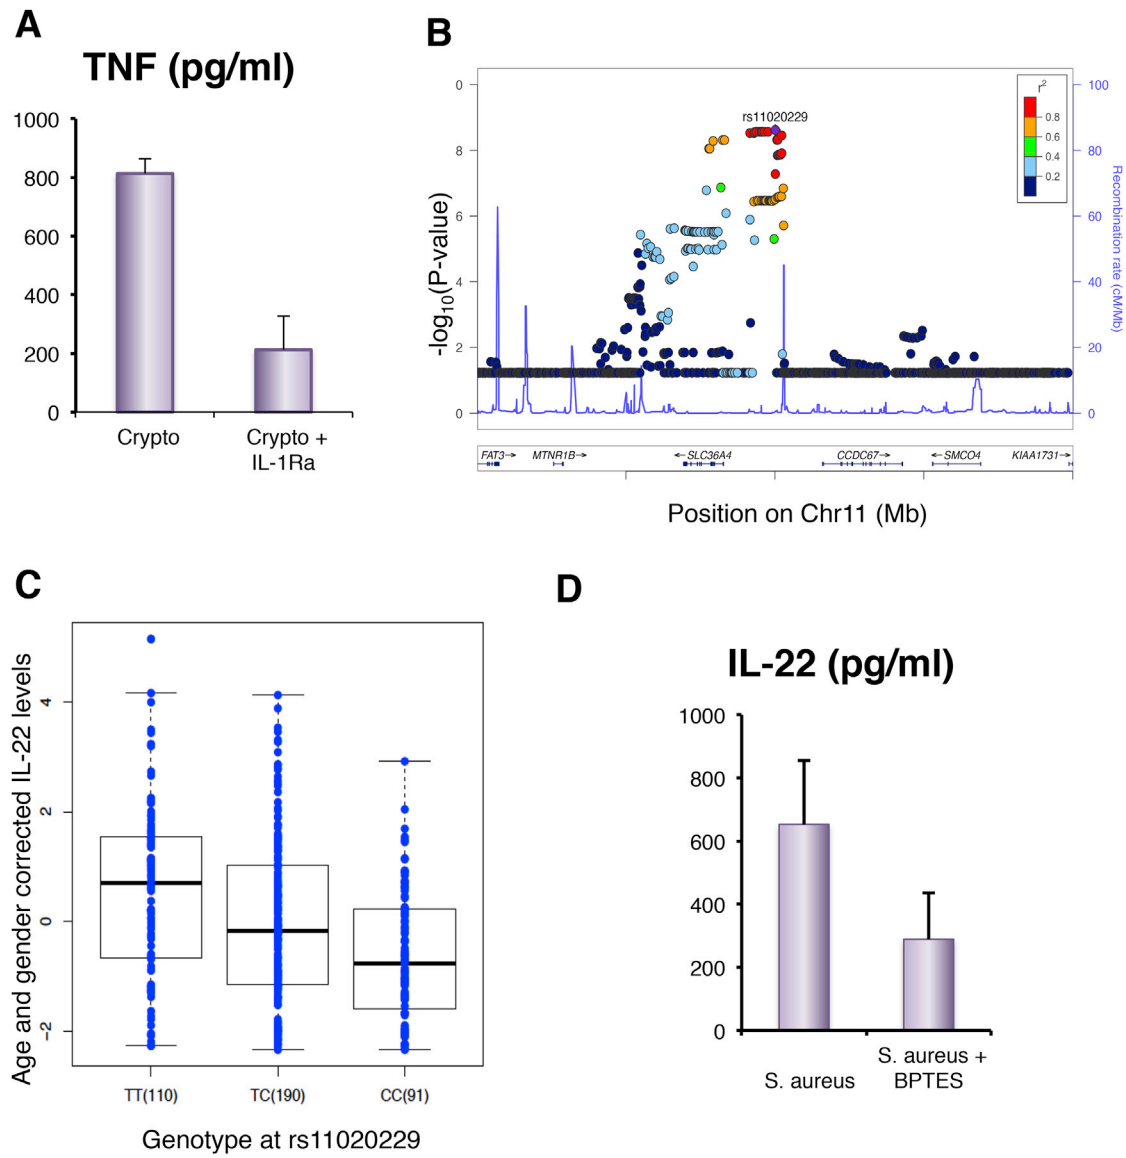 A
TNF (pg/ml)
1000
800
600
400
200
0
Crypto
Crypto +
IL-1Ra
B
-log10(P-value)
0
8
6
4
2
0
rs11020229
r2
0.8
0.6
0.4
0.2
100
80
60
40
20
0
Recombination rate (cM/Mb)
FAT3→
MTNR1B→
←SLC36A4
CCDC67→
←SMCO4
KIAA1731→
Position on Chr11 (Mb)
C
Age and gender corrected IL-22 levels
4
2
0
-2
TT(110)
TC(190)
CC(91)
Genotype at rs11020229
D
IL-22 (pg/ml)
1000
800
600
400
200
0
S. aureus
S. aureus +
BPTES